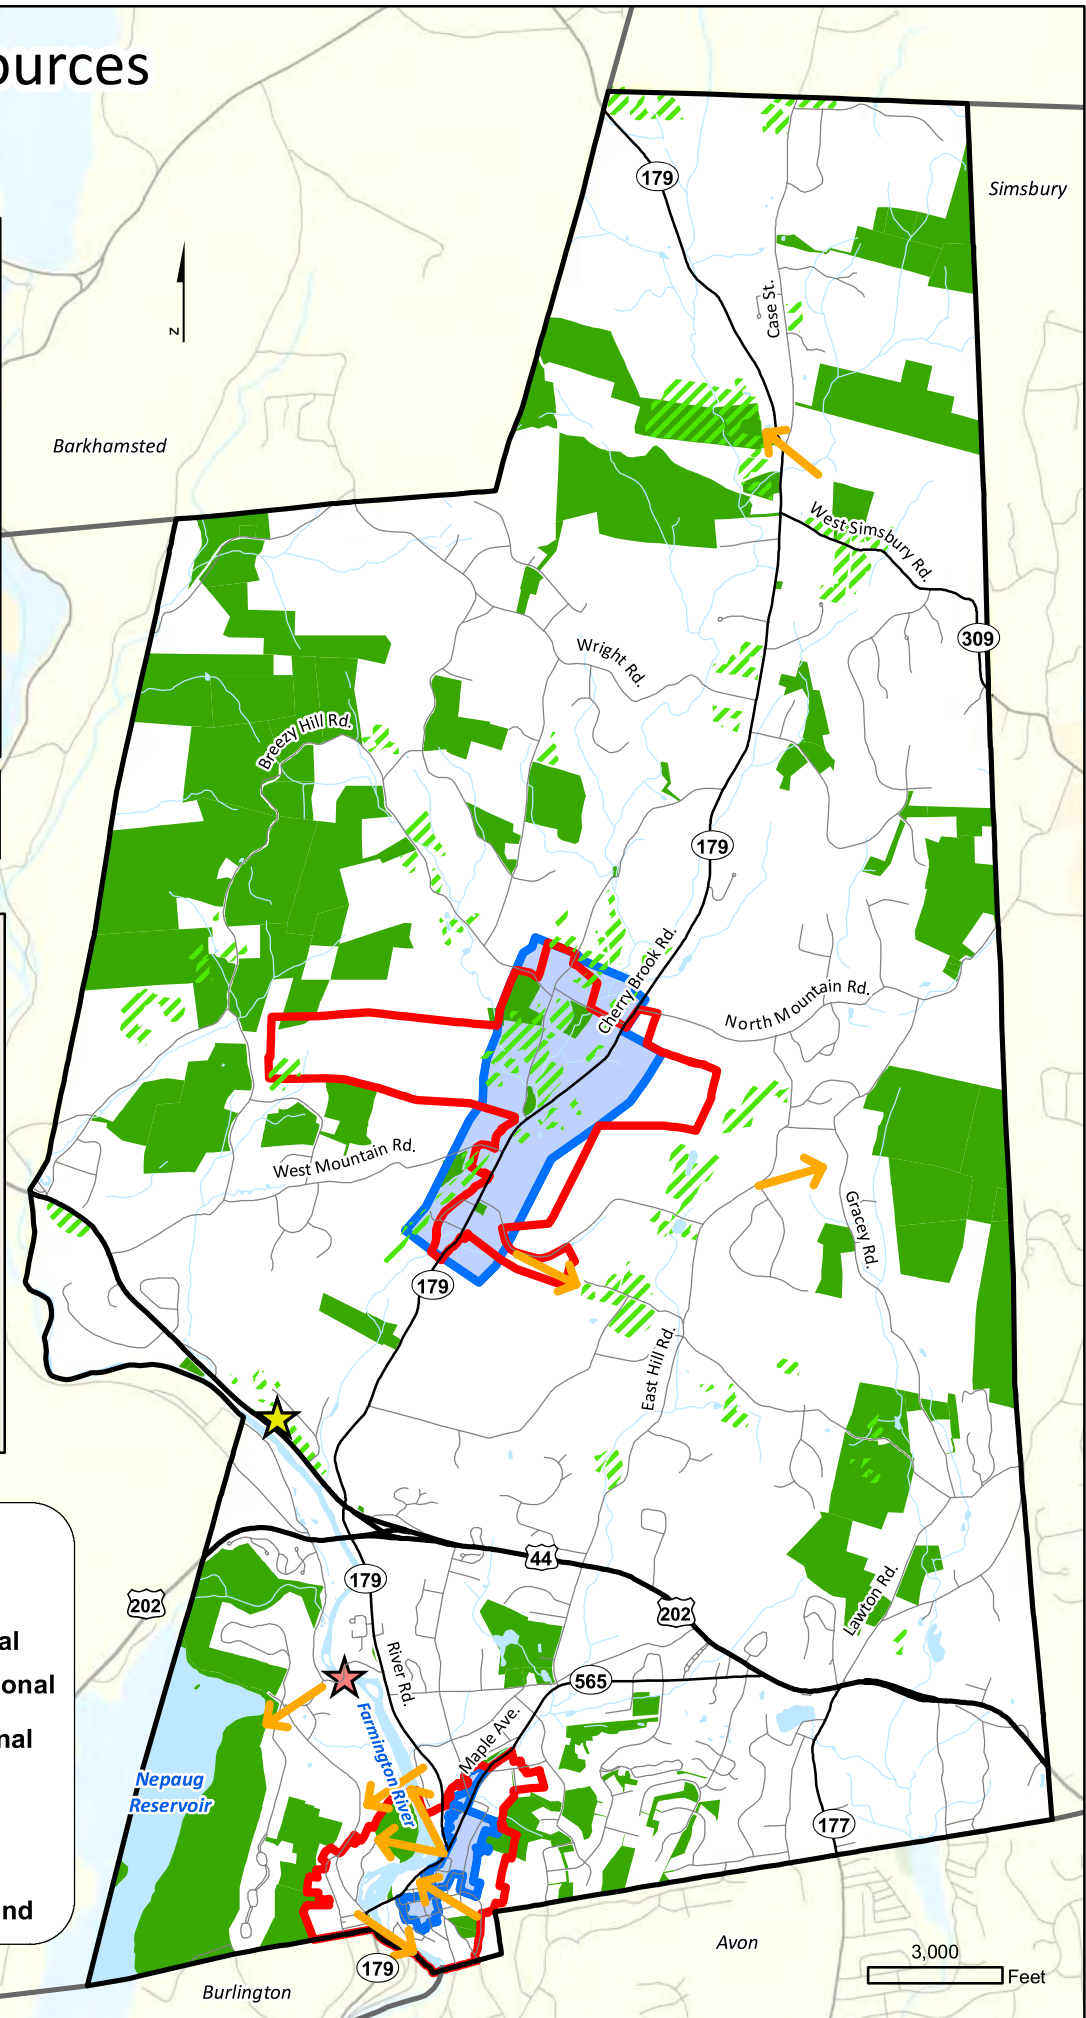 ources
179
Simsbury
Case St.
z
Barkhamsted
West Simsbury Rd.
309
Wright Rd.
Breezy Hill Rd.
179
Cherry Brook Rd.
North Mountain Rd.
West Mountain Rd.
Gracey Rd.
179
East Hill Rd.
44
179
202
202
Lawton Rd.
al
River Rd.
onal
565
Maple Ave.
nal
Farmington River
Nepaug
Reservoir
177
nd
Avon
179
3,000
Feet
Burlington